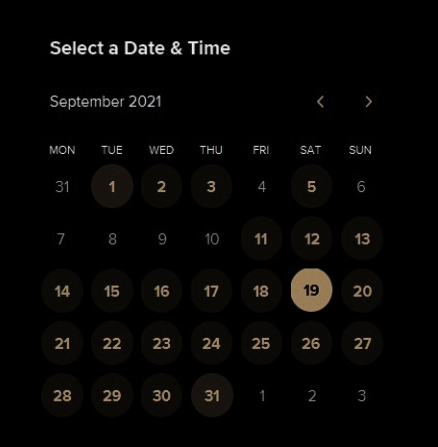 Select a Date & Time
September 2021
MON TUE WED THU FRI SAT SUN
31 1 2 3 4 5 6
7 8 9 10 11 12 13
14 15 16 17 18 19 20
21 22 23 24 25 26 27
28 29 30 31 1 2 3